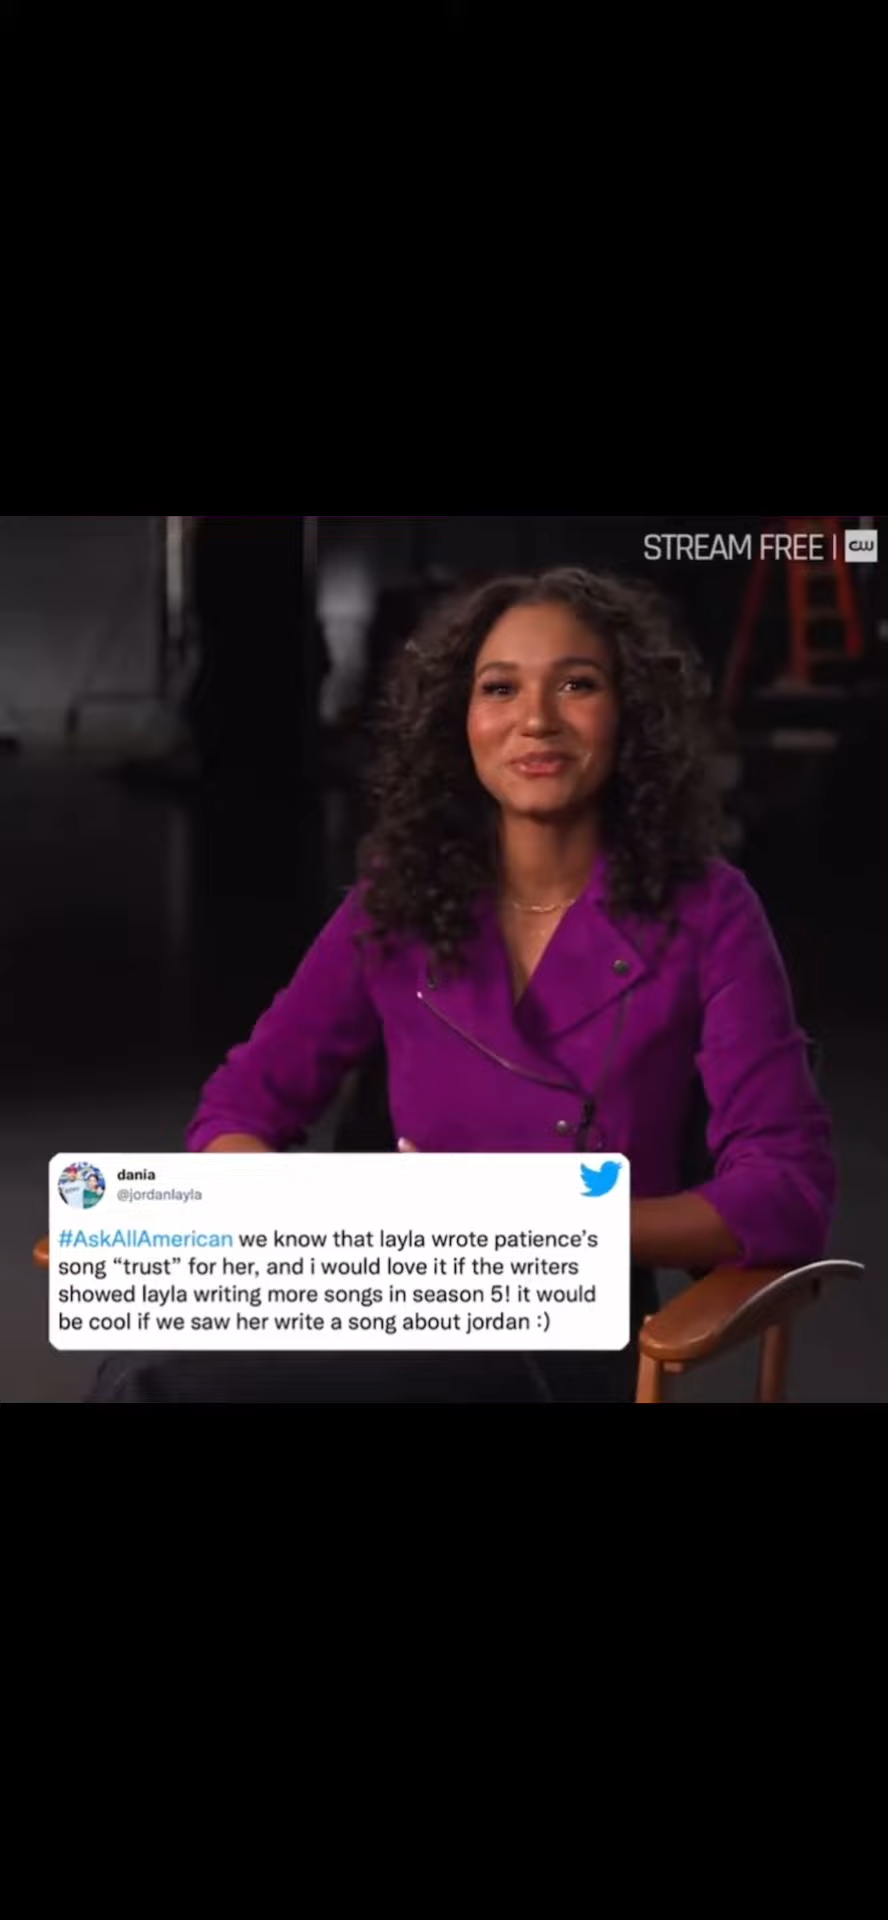 STREAM FREE | CW
dania
@jordanlayla
#AskAllAmerican we know that layla wrote patience's
song “trust” for her, and i would love it if the writers
showed layla writing more songs in season 5! it would
be cool if we saw her write a song about jordan :)